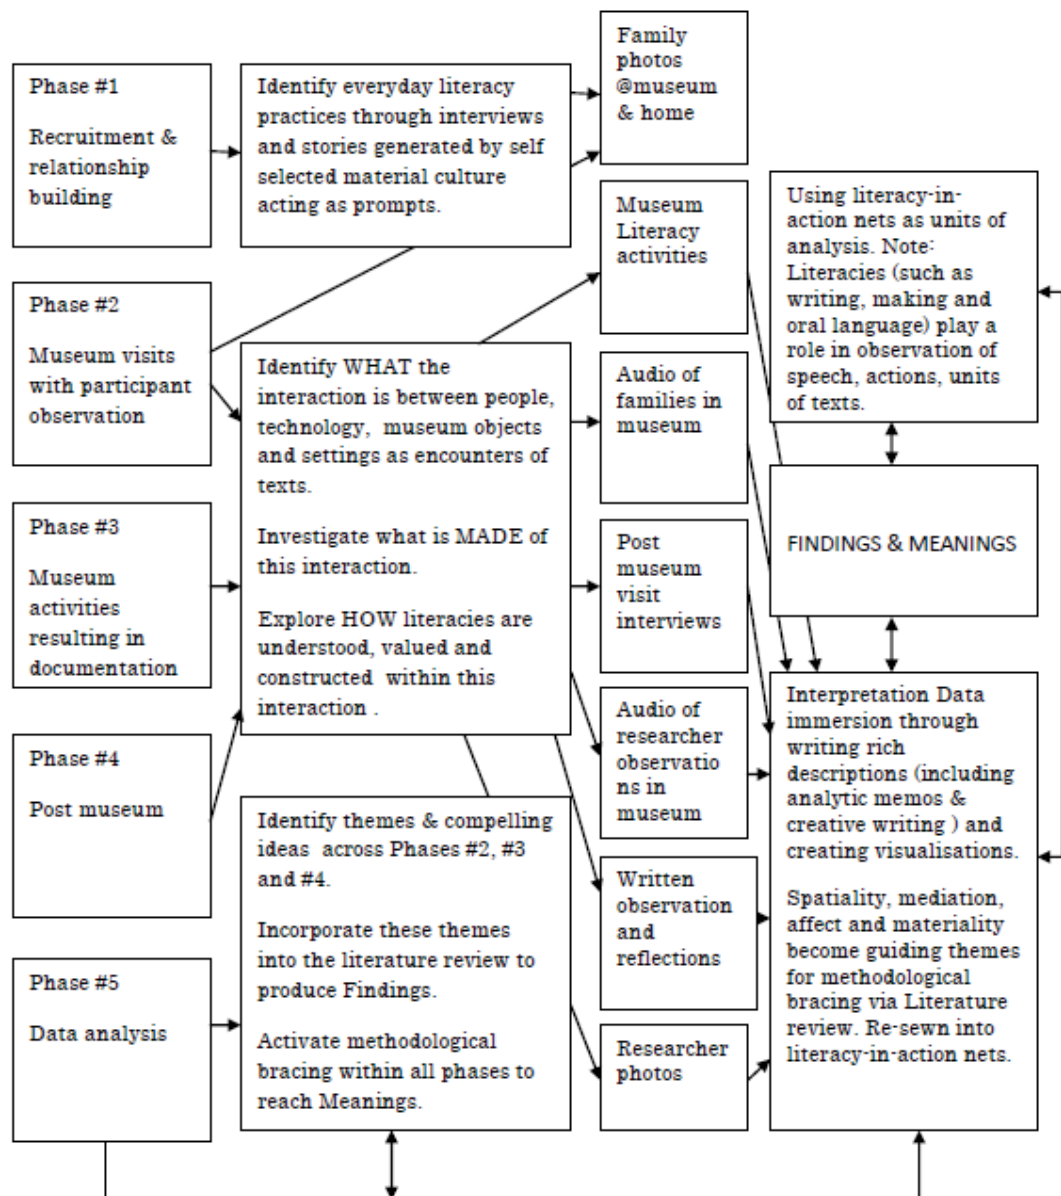 Phase #1
Recruitment &
relationship
building
Identify everyday literacy
practices through interviews
and stories generated by self
selected material culture
acting as prompts.
Family
photos
@museum
& home
Phase #2
Museum visits
with participant
observation
Identify WHAT the
interaction is between people,
technology, museum objects
and settings as encounters of
texts.
Investigate what is MADE of
this interaction.
Explore HOW literacies are
understood, valued and
constructed within this
interaction .
Museum
Literacy
activities
Audio of
families in
museum
Post
museum
visit
interviews
Audio of
researcher
observatio
ns in
museum
Written
observation
and
reflections
Researcher
photos
Phase #3
Museum
activities
resulting in
documentation
Phase #4
Post museum
Phase #5
Data analysis
Identify themes & compelling
ideas across Phases #2, #3
and #4.
Incorporate these themes
into the literature review to
produce Findings.
Activate methodological
bracing within all phases to
reach Meanings.
Using literacy-in-
action nets as units of
analysis. Note:
Literacies (such as
writing, making and
oral language) play a
role in observation of
speech, actions, units
of texts.
FINDINGS & MEANINGS
Interpretation Data
immersion through
writing rich
descriptions (including
analytic memos &
creative writing ) and
creating visualisations.
Spatiality, mediation,
affect and materiality
become guiding themes
for methodological
bracing via Literature
review. Re-sewn into
literacy-in-action nets.